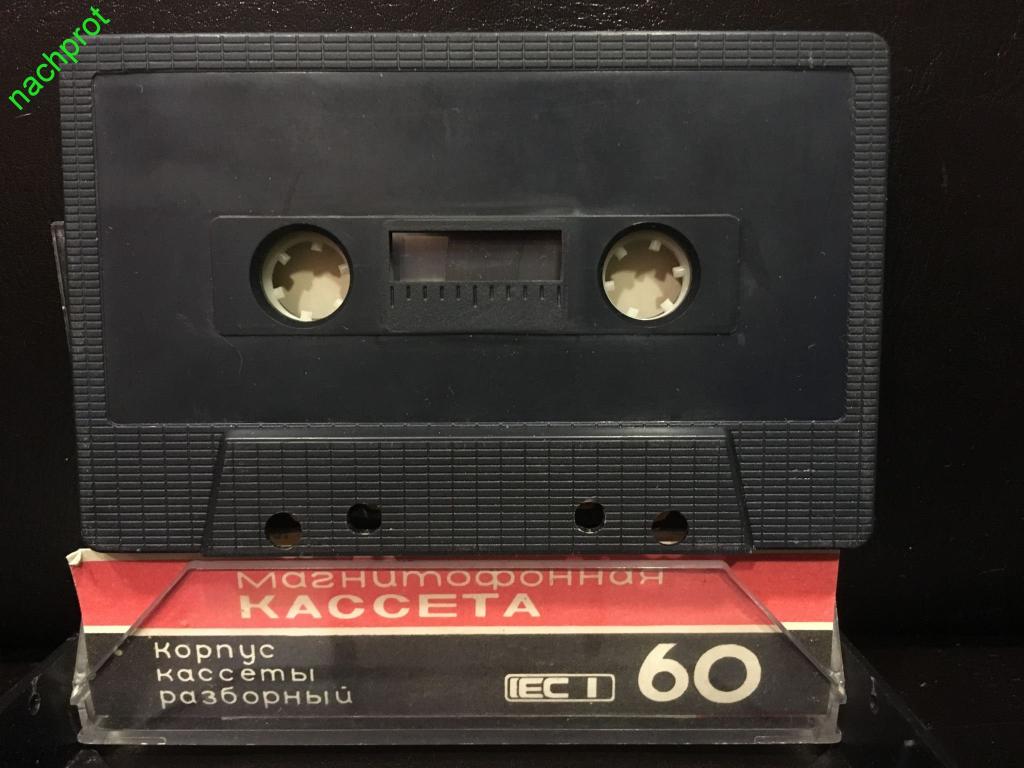 nachprot
магнитофонная
КАССЕТА
корпус
кассеты
разборный
IEC I
60